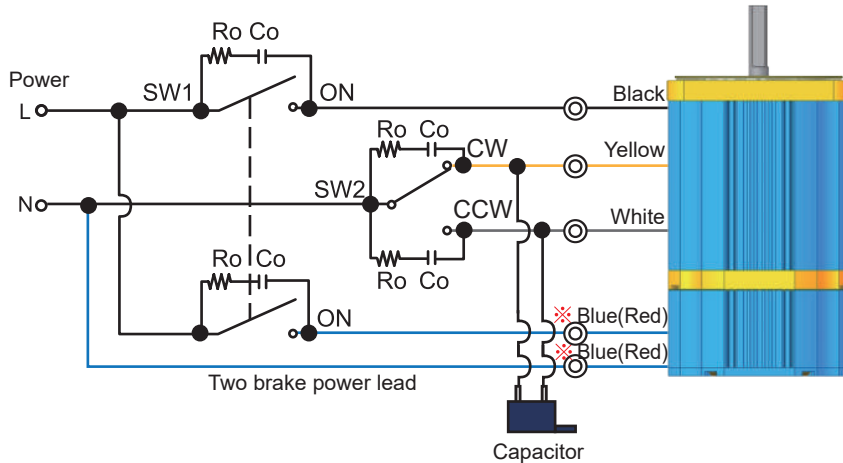 Ro Co
Power
L
SW1
ON
Black
Ro Co
CW
Yellow
N
SW2
CCW
White
Ro Co
Ro Co
ON
※ Blue(Red)
※ Blue(Red)
Two brake power lead
Capacitor